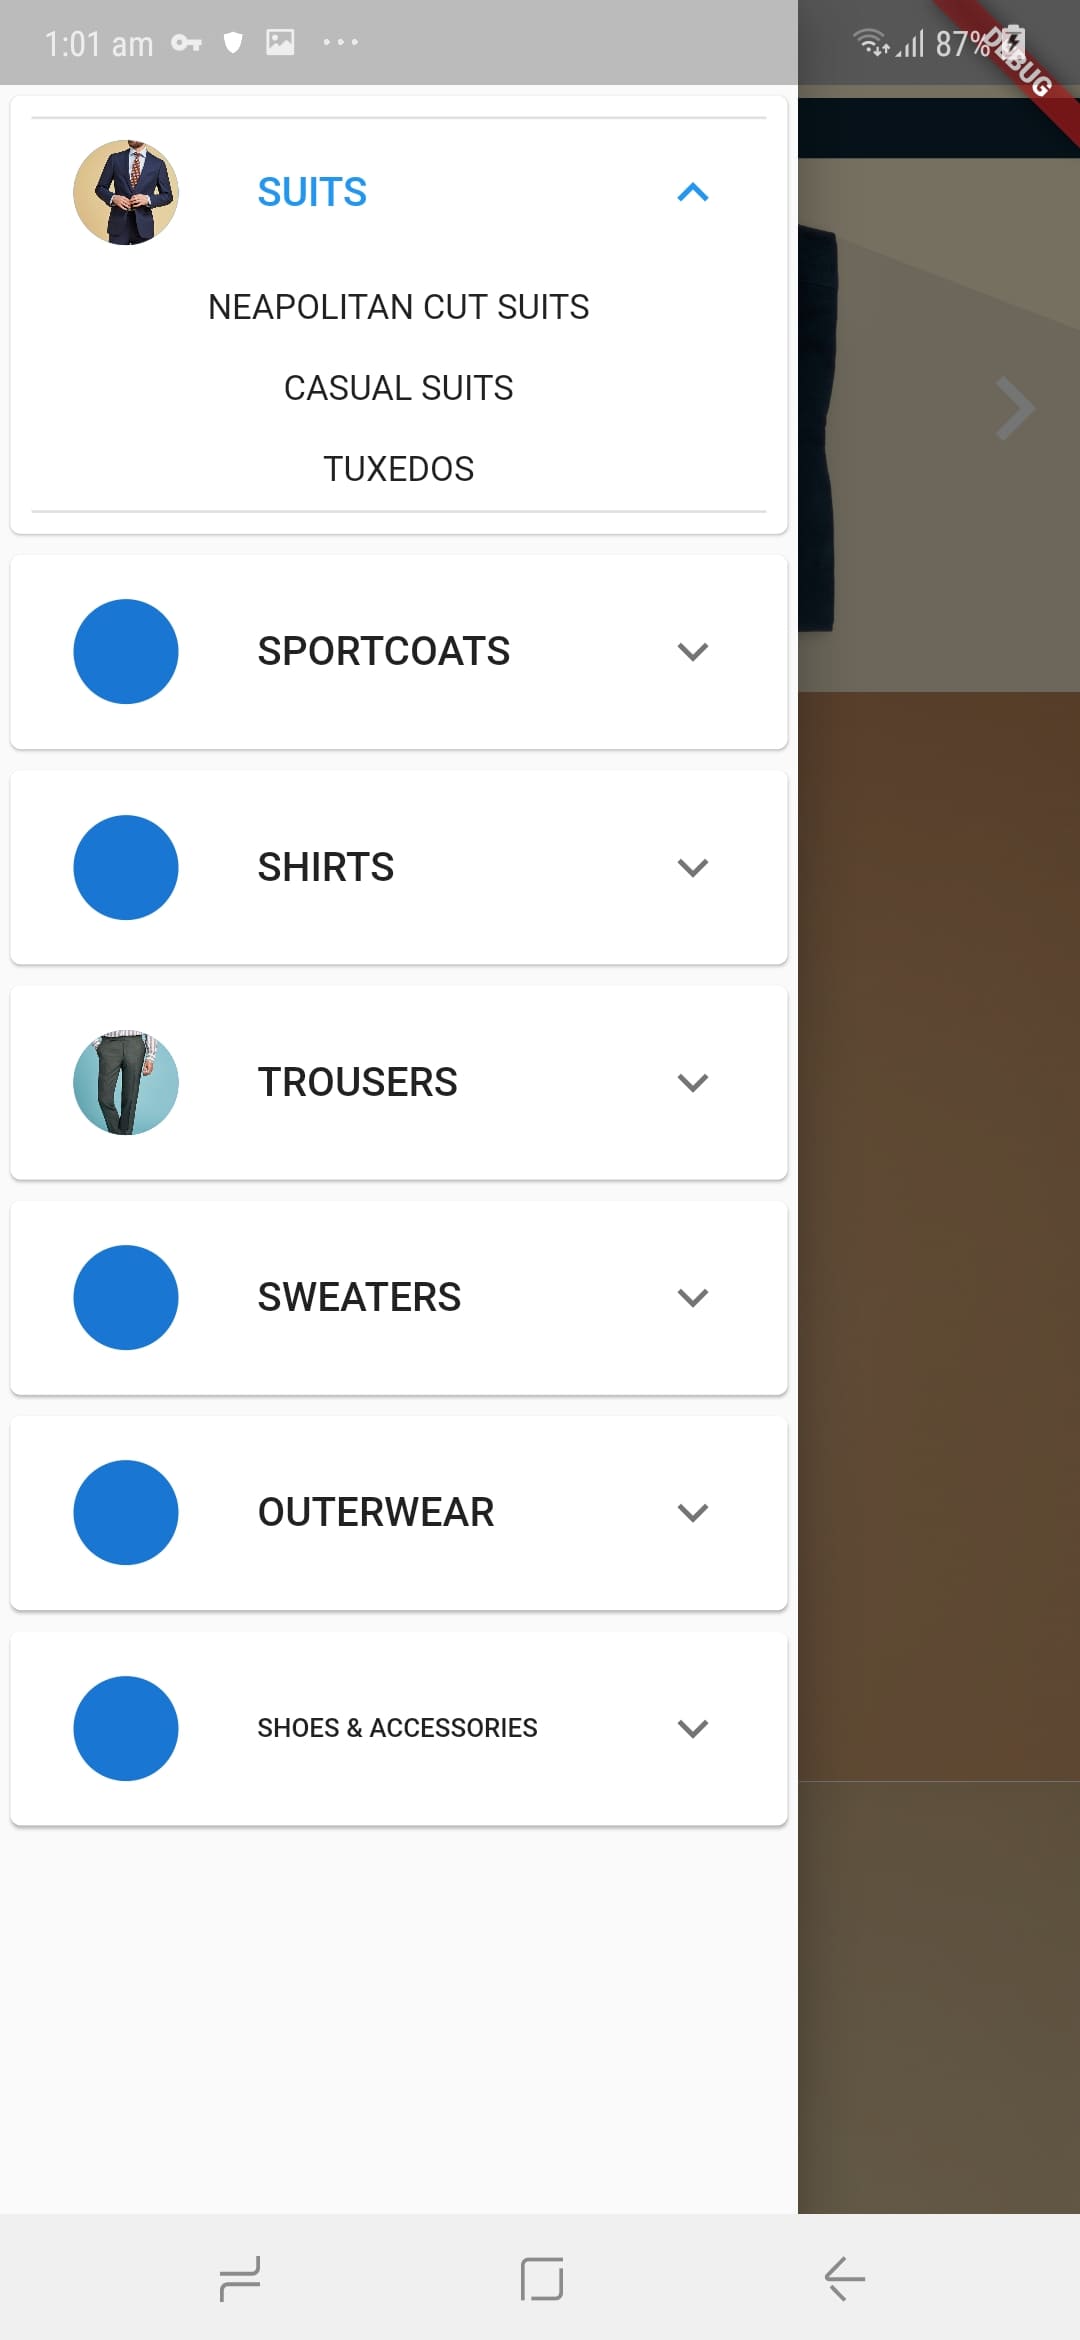 1:01 am
87%
DEBUG
SUITS
NEAPOLITAN CUT SUITS
CASUAL SUITS
TUXEDOS
SPORTCOATS
SHIRTS
TROUSERS
SWEATERS
OUTERWEAR
SHOES & ACCESSORIES